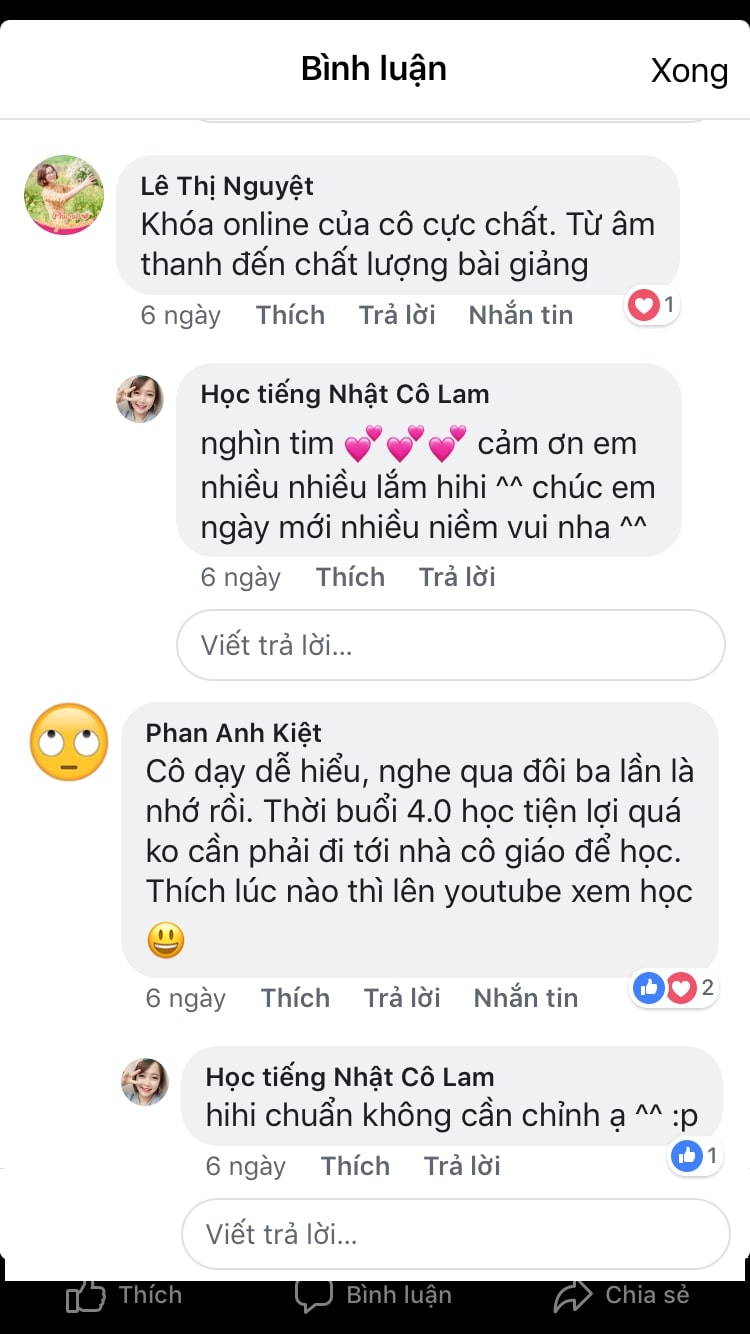 Bình luận
Xong
Lê Thị Nguyệt
Khóa online của cô cực chất. Từ âm
thanh đến chất lượng bài giảng
6 ngày Thích Trả lời Nhắn tin 1
Học tiếng Nhật Cô Lam
nghìn tim 💕💕💕 cảm ơn em
nhiều nhiều lắm hihi ^^ chúc em
ngày mới nhiều niềm vui nha ^^
6 ngày Thích Trả lời
Viết trả lời...
Phan Anh Kiệt
Cô dạy dễ hiểu, nghe qua đôi ba lần là
nhớ rồi. Thời buổi 4.0 học tiện lợi quá
ko cần phải đi tới nhà cô giáo để học.
Thích lúc nào thì lên youtube xem học
😃
6 ngày Thích Trả lời Nhắn tin 2
Học tiếng Nhật Cô Lam
hihi chuẩn không cần chỉnh ạ ^^ :p
6 ngày Thích Trả lời 1
Viết trả lời...
Thích Bình luận Chia sẻ